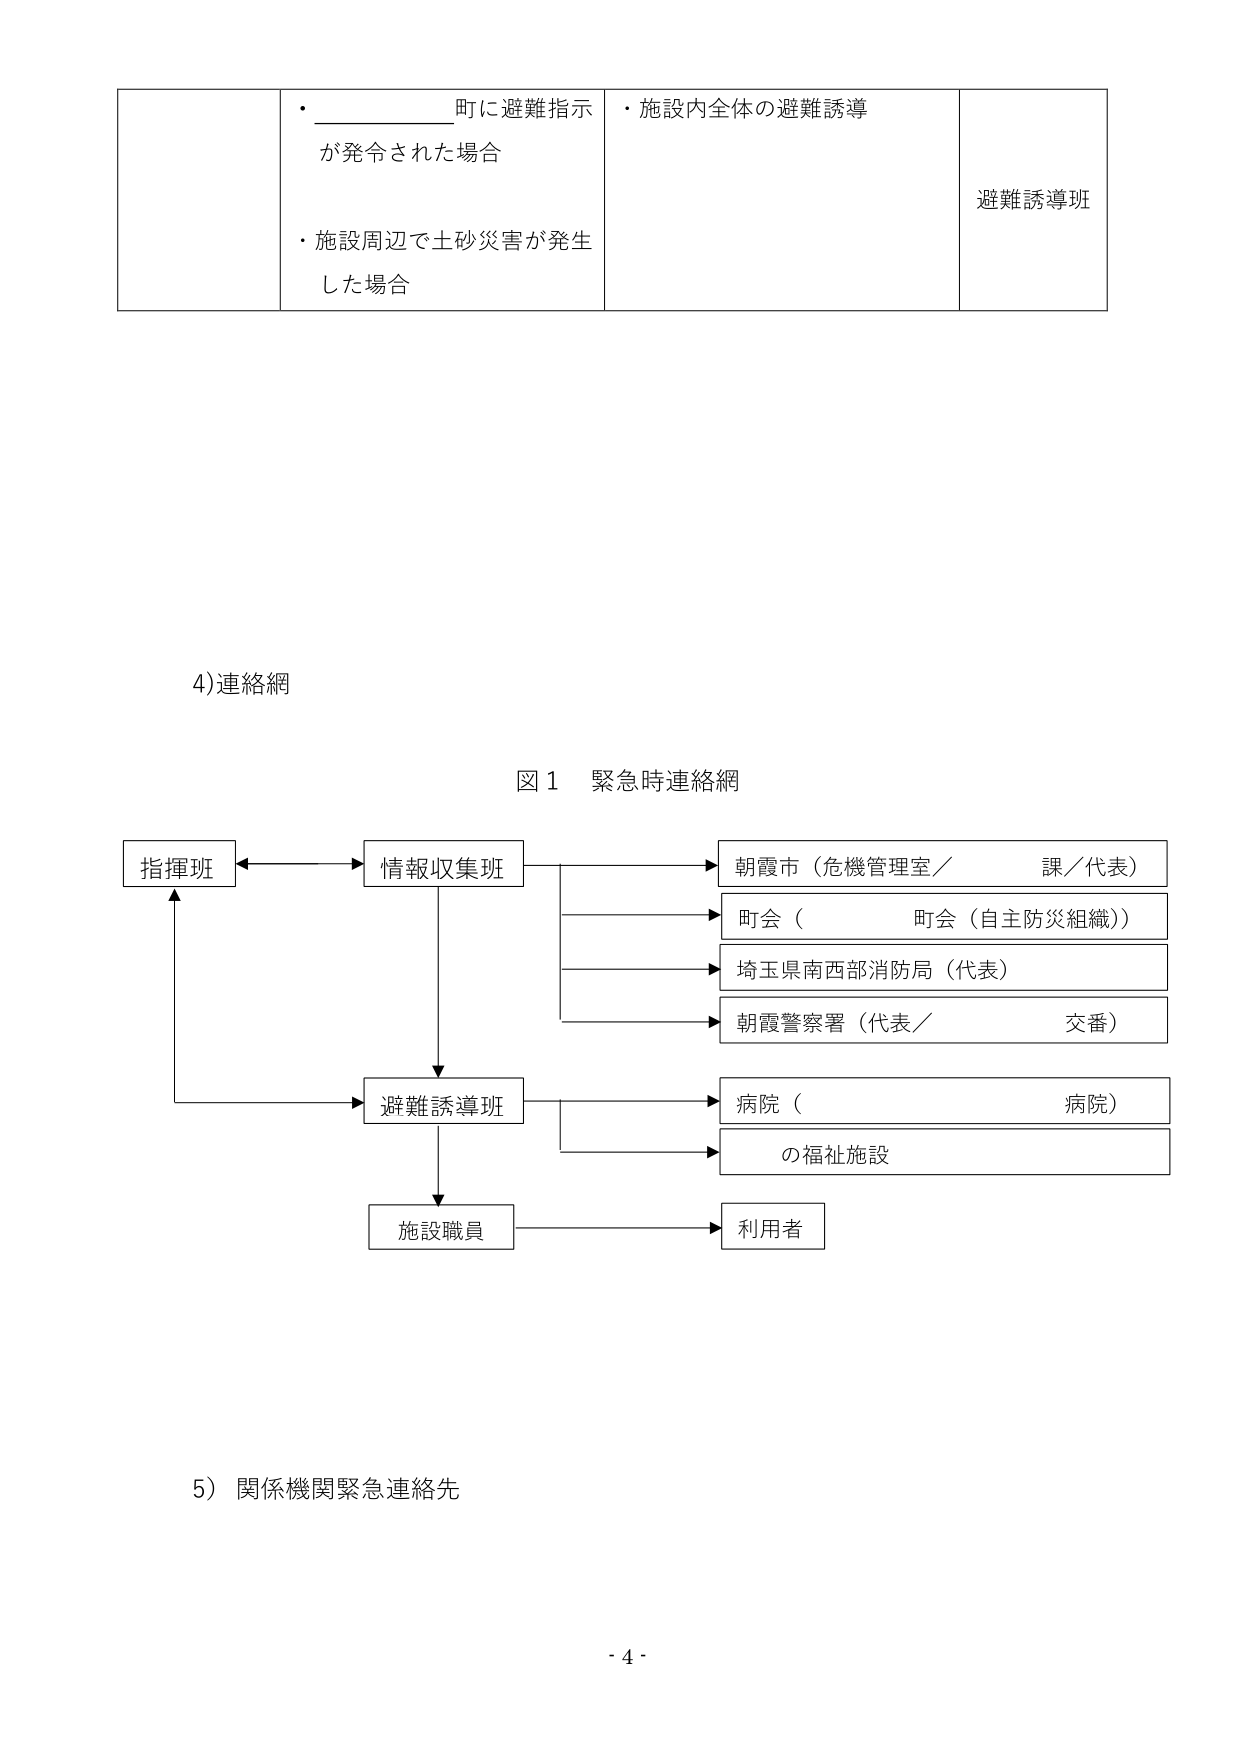 ・＿＿＿＿＿＿町に避難指示
が発令された場合
・施設周辺で土砂災害が発生
した場合
・施設内全体の避難誘導
避難誘導班
4)連絡網
図１　緊急時連絡網
指揮班
情報収集班
朝霞市（危機管理室／　　　　課／代表）
町会（　　　　　町会（自主防災組織））
埼玉県南西部消防局（代表）
朝霞警察署（代表／　　　　　　交番）
避難誘導班
病院（　　　　　　　　　　　　病院）
　　の福祉施設
施設職員
利用者
5） 関係機関緊急連絡先
- 4 -